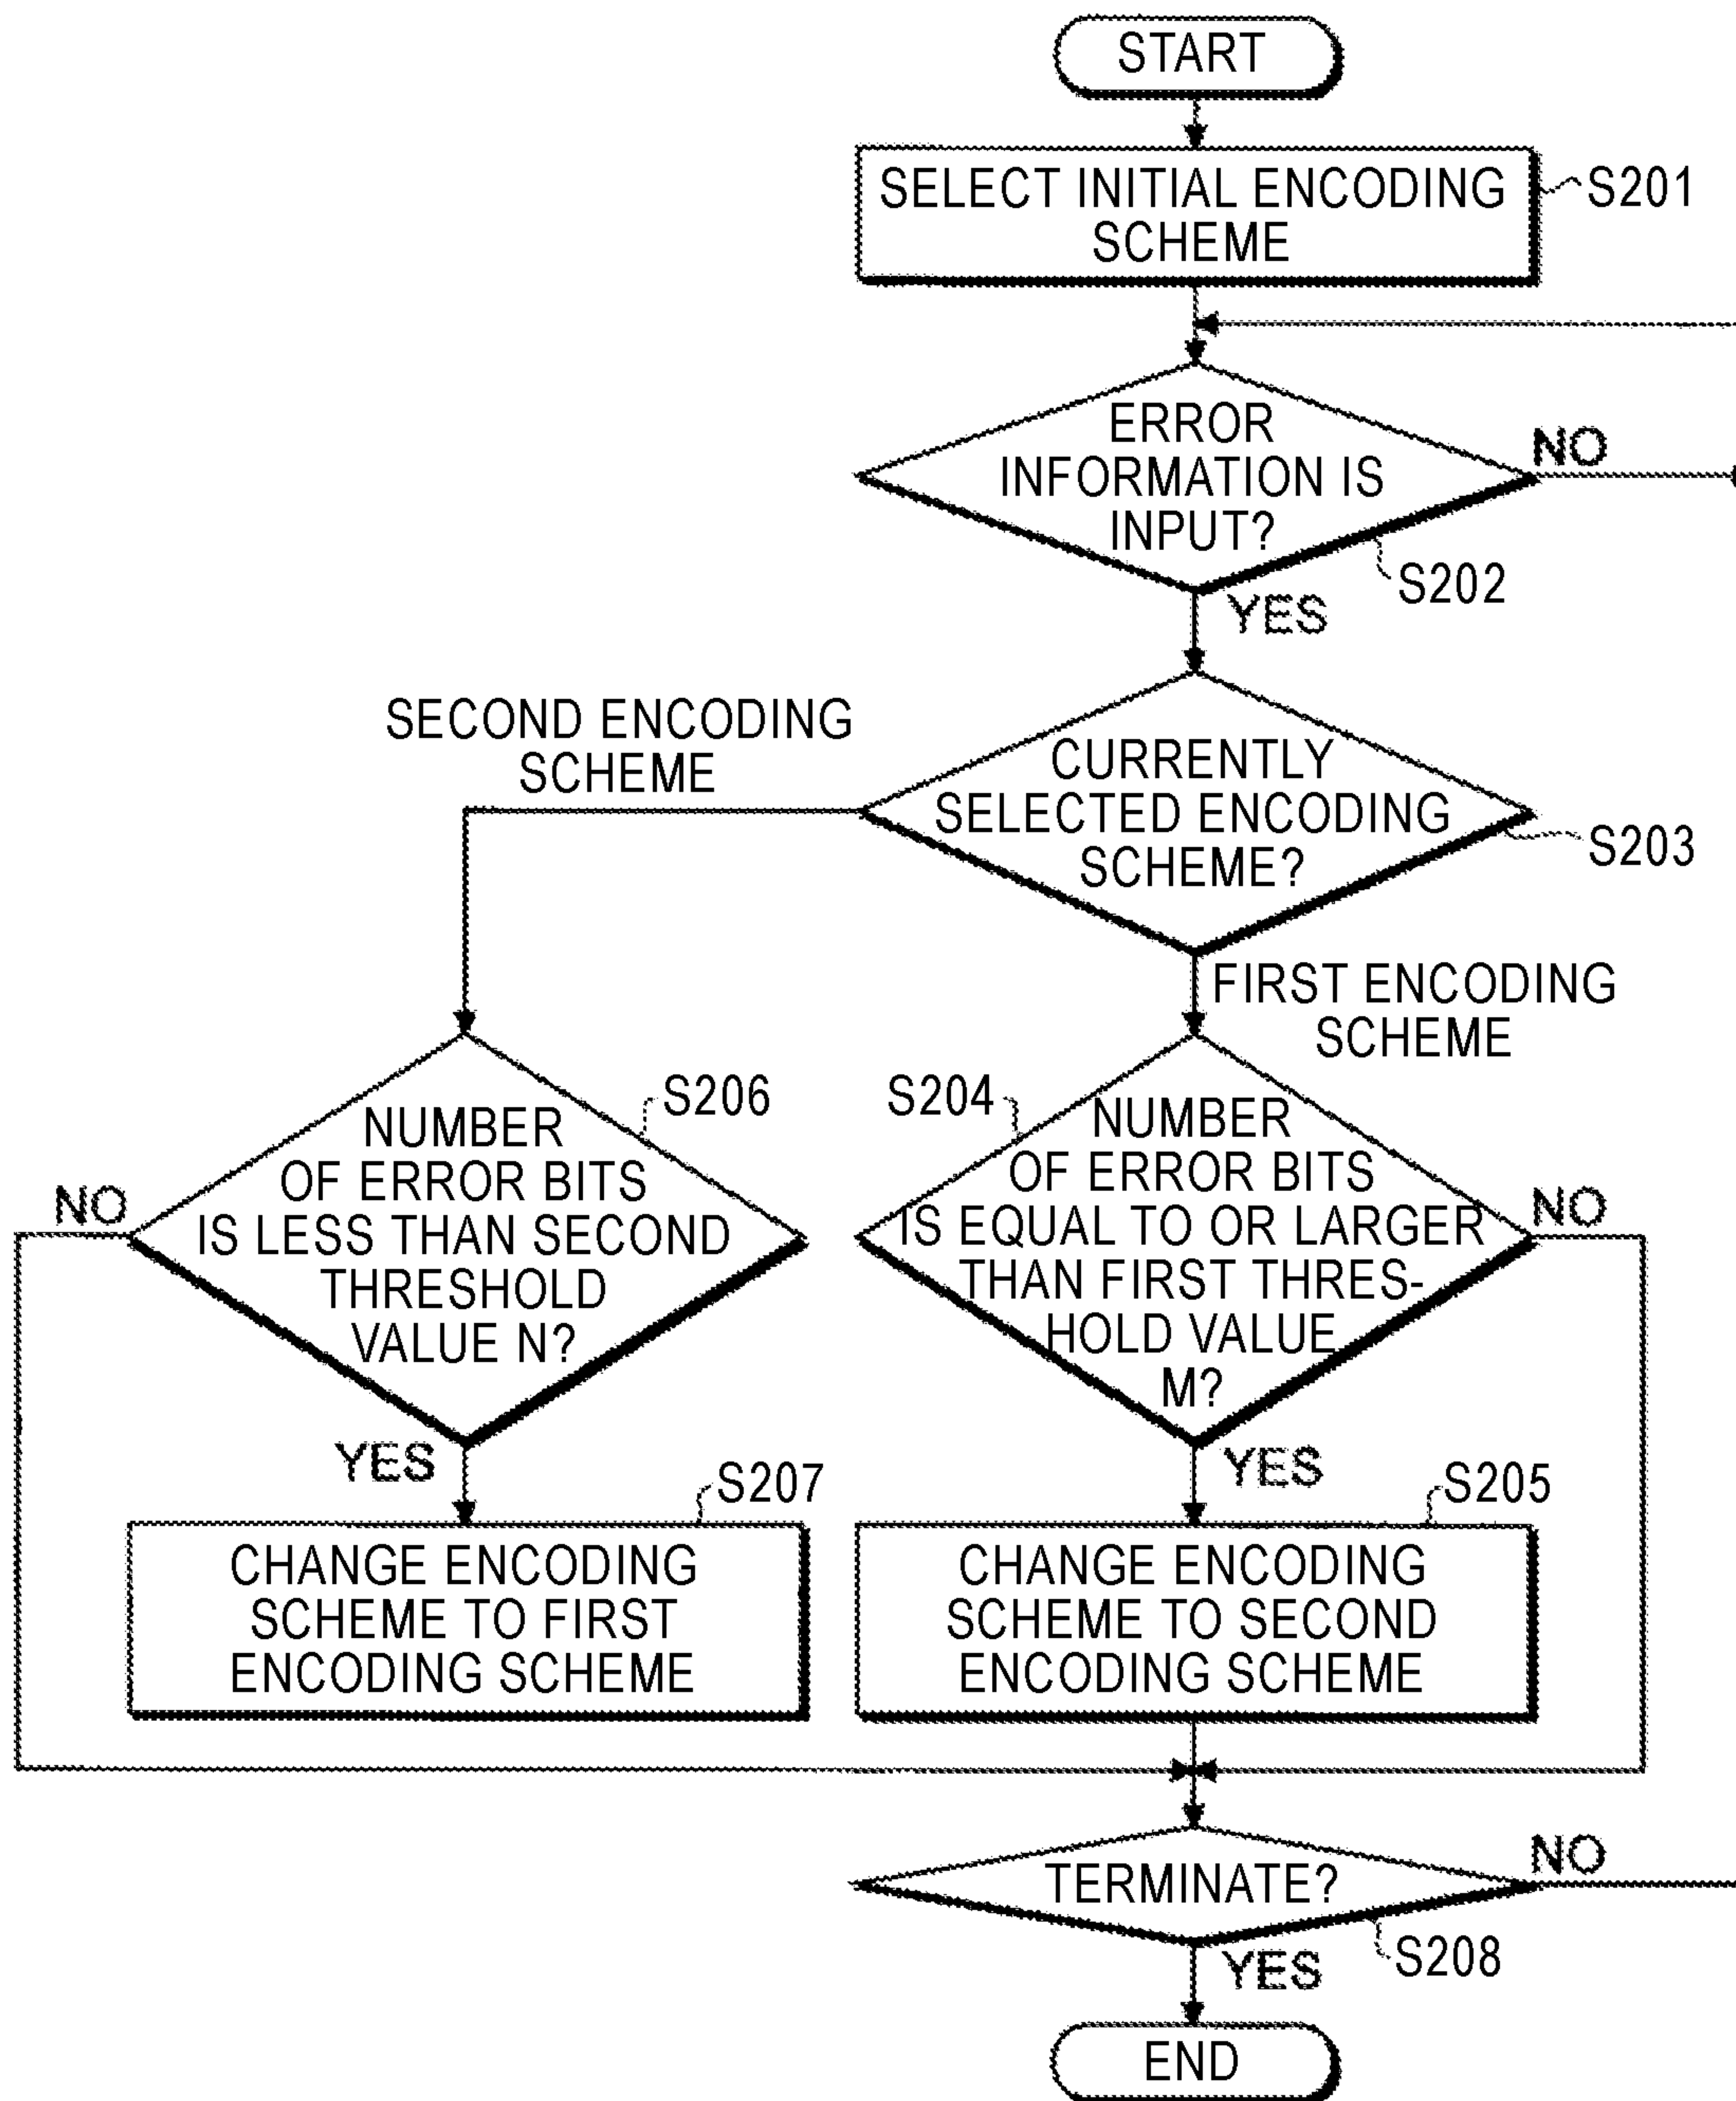 START
SELECT INITIAL ENCODING
SCHEME
S201
ERROR
INFORMATION IS
INPUT?
NO
S202
YES
SECOND ENCODING
SCHEME
CURRENTLY
SELECTED ENCODING
SCHEME?
S203
FIRST ENCODING
SCHEME
S206
NUMBER
OF ERROR BITS
IS LESS THAN SECOND
THRESHOLD
VALUE N?
NO
YES
S204
NUMBER
OF ERROR BITS
IS EQUAL TO OR LARGER
THAN FIRST THRES-
HOLD VALUE
M?
NO
YES
S207
CHANGE ENCODING
SCHEME TO FIRST
ENCODING SCHEME
S205
CHANGE ENCODING
SCHEME TO SECOND
ENCODING SCHEME
TERMINATE?
NO
S208
YES
END